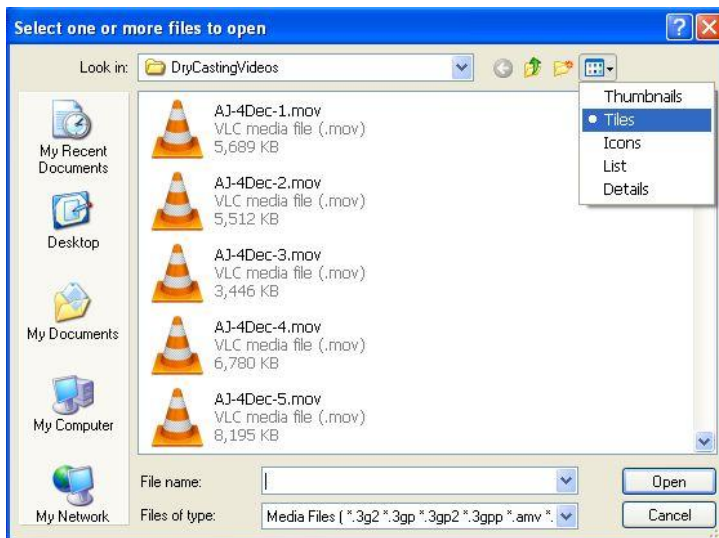 Select one or more files to open
Look in:
DryCastingVideos
Thumbnails
Tiles
Icons
List
Details
My Recent
Documents
Desktop
My Documents
My Computer
My Network
AJ-4Dec-1.mov
VLC media file (.mov)
5,689 KB
AJ-4Dec-2.mov
VLC media file (.mov)
5,512 KB
AJ-4Dec-3.mov
VLC media file (.mov)
3,446 KB
AJ-4Dec-4.mov
VLC media file (.mov)
6,780 KB
AJ-4Dec-5.mov
VLC media file (.mov)
8,195 KB
File name:
Open
Files of type:
Media Files ( *.3g2 *.3gp *.3gp2 *.3gpp *.amv *.
Cancel